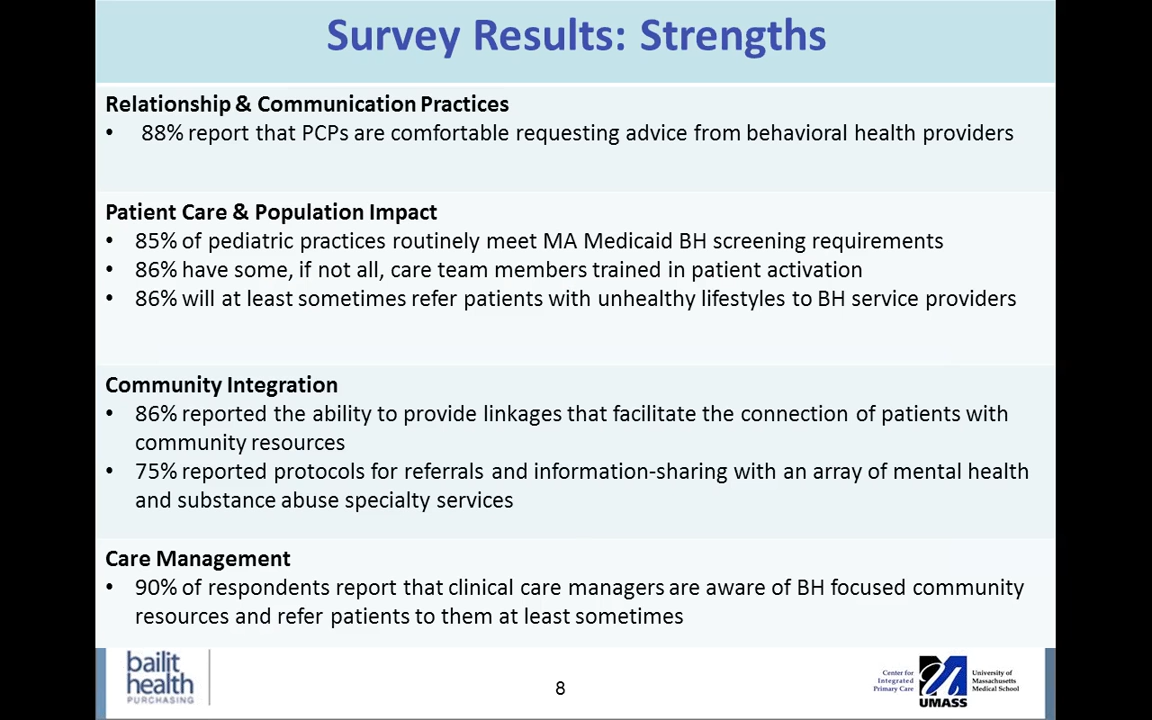 Survey Results: Strengths
Relationship & Communication Practices
• 88% report that PCPs are comfortable requesting advice from behavioral health providers
Patient Care & Population Impact
• 85% of pediatric practices routinely meet MA Medicaid BH screening requirements
• 86% have some, if not all, care team members trained in patient activation
• 86% will at least sometimes refer patients with unhealthy lifestyles to BH service providers
Community Integration
• 86% reported the ability to provide linkages that facilitate the connection of patients with
community resources
• 75% reported protocols for referrals and information-sharing with an array of mental health
and substance abuse specialty services
Care Management
• 90% of respondents report that clinical care managers are aware of BH focused community
resources and refer patients to them at least sometimes
bailit
health
PURCHASING
8
Center for
Integrated
Primary Care
UMASS
University of
Massachusetts
Medical School